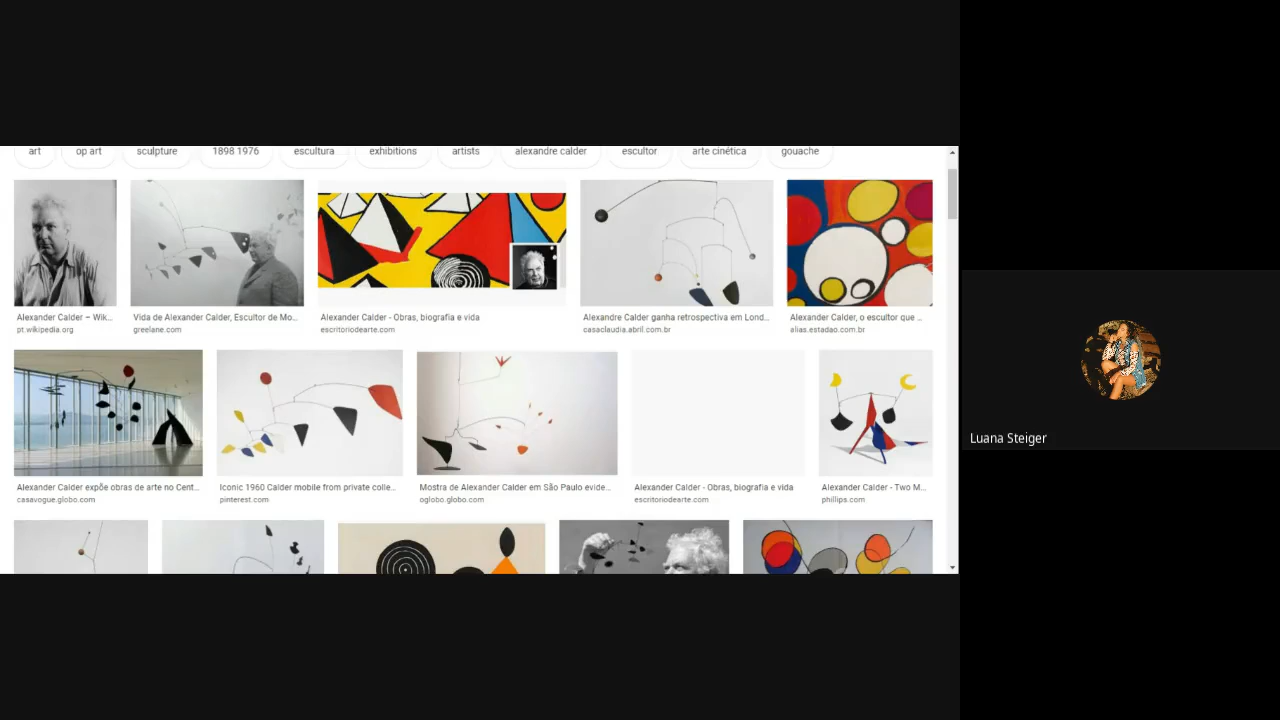 art
op art
sculpture
1898 1976
escultura
exhibitions
artists
alexandre calder
escultor
arte cinética
gouache
Alexander Calder – Wik...
pt.wikipedia.org
Vida de Alexander Calder, Escultor de Mo...
greelane.com
Alexander Calder - Obras, biografia e vida
escritoriodearte.com
Alexandre Calder ganha retrospectiva em Lond...
casaclaudia.abril.com.br
Alexander Calder, o escultor que ...
alias.estadao.com.br
Alexander Calder expõe obras de arte no Cent...
casavogue.globo.com
Iconic 1960 Calder mobile from private colle...
pinterest.com
Mostra de Alexander Calder em São Paulo evide...
oglobo.globo.com
Alexander Calder - Obras, biografia e vida
escritoriodearte.com
Alexander Calder - Two M...
phillips.com
Luana Steiger